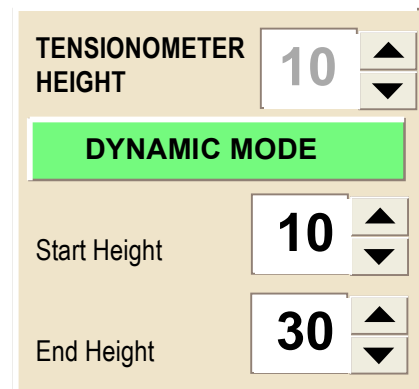 TENSIONOMETER
HEIGHT
10
DYNAMIC MODE
Start Height
10
End Height
30